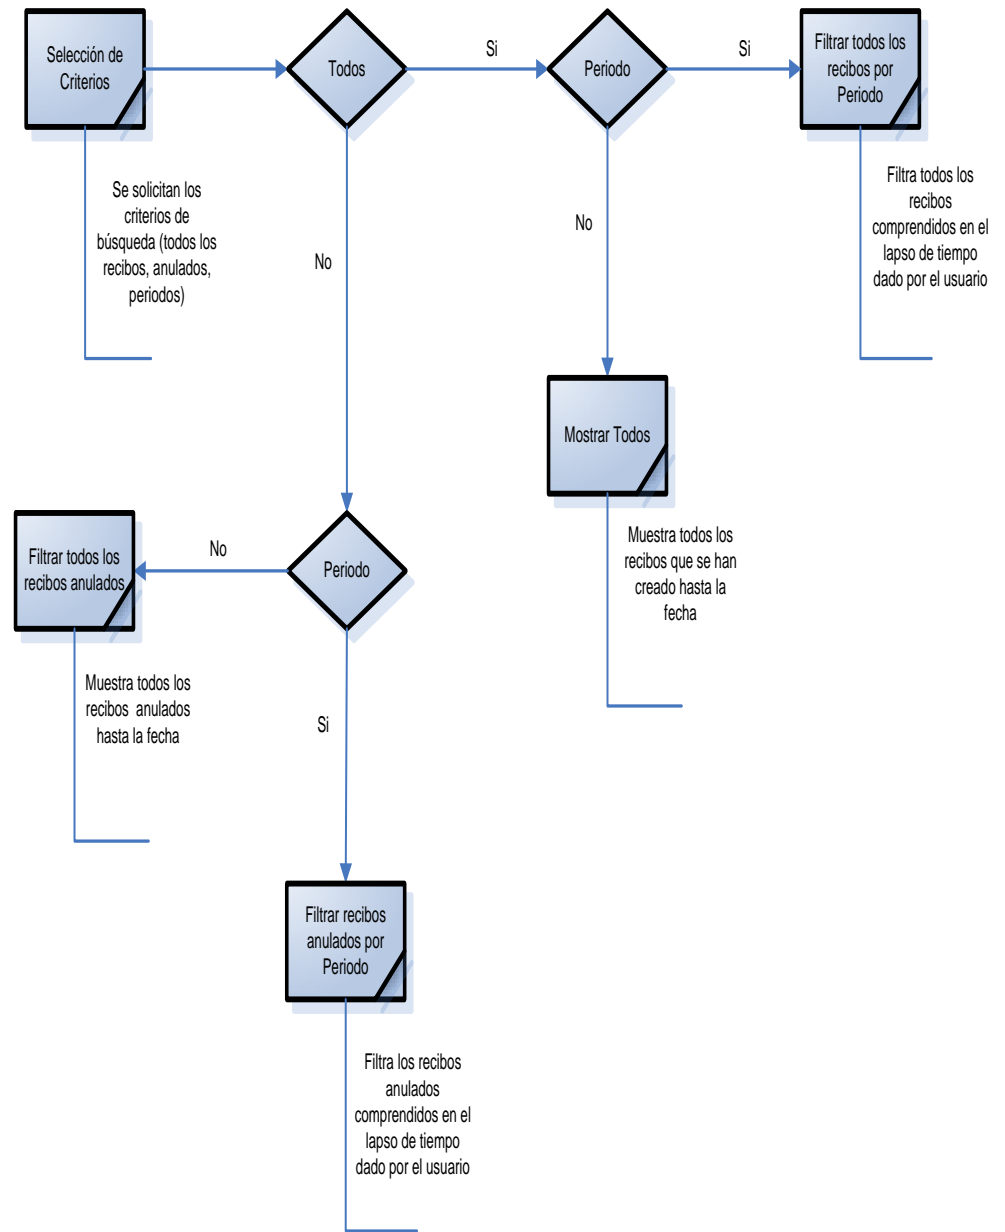 Selección de
Criterios
Todos
Si
Periodo
Si
Filtrar todos los
recibos por
Periodo
Se solicitan los
criterios de
búsqueda (todos los
recibos, anulados,
periodos)
No
No
Filtra todos los
recibos
comprendidos en el
lapso de tiempo
dado por el usuario
Mostrar Todos
Muestra todos los
recibos que se han
creado hasta la
fecha
Filtrar todos los
recibos anulados
No
Periodo
Muestra todos los
recibos anulados
hasta la fecha
Si
Filtrar recibos
anulados por
Periodo
Filtra los recibos
anulados
comprendidos en el
lapso de tiempo
dado por el usuario